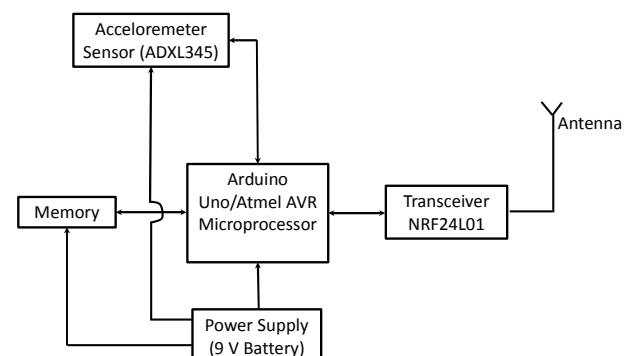 Acceloremeter
Sensor (ADXL345)
Antenna
Arduino
Uno/Atmel AVR
Microprocessor
Memory
Transceiver
NRF24L01
Power Supply
(9 V Battery)